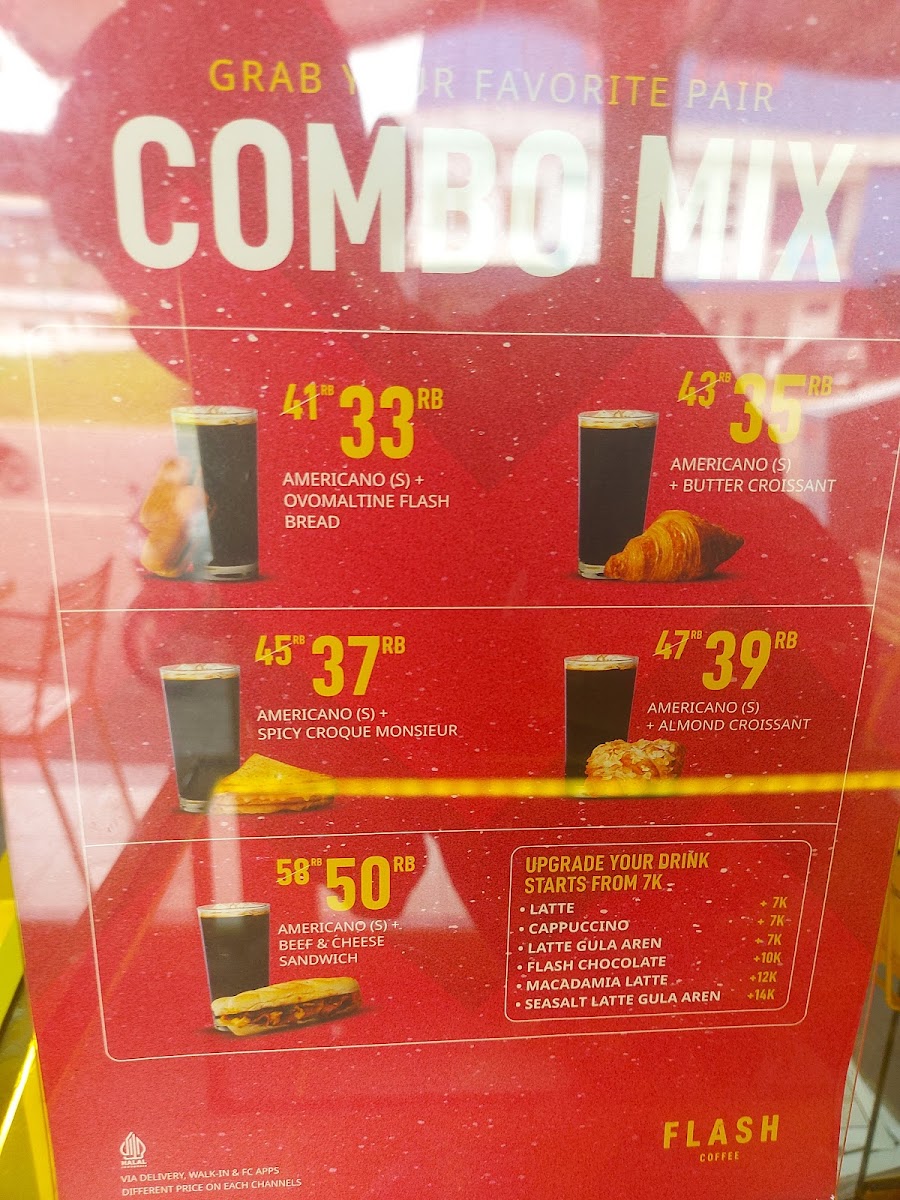 GRAB YOUR FAVORITE PAIR
COMBO MIX
41RB 33RB
AMERICANO (S) +
OVOMALTINE FLASH
BREAD
43RB 35RB
AMERICANO (S)
+ BUTTER CROISSANT
45RB 37RB
AMERICANO (S) +
SPICY CROQUE MONSIEUR
47RB 39RB
AMERICANO (S)
+ ALMOND CROISSANT
58RB 50RB
AMERICANO (S) +
BEEF & CHEESE
SANDWICH
UPGRADE YOUR DRINK
STARTS FROM 7K
• LATTE + 7K
• CAPPUCCINO + 7K
• LATTE GULA AREN + 7K
• FLASH CHOCOLATE +10K
• MACADAMIA LATTE +12K
• SEASALT LATTE GULA AREN +14K
HALAL
VIA DELIVERY, WALK-IN & FC APPS
DIFFERENT PRICE ON EACH CHANNELS
FLASH
COFFEE